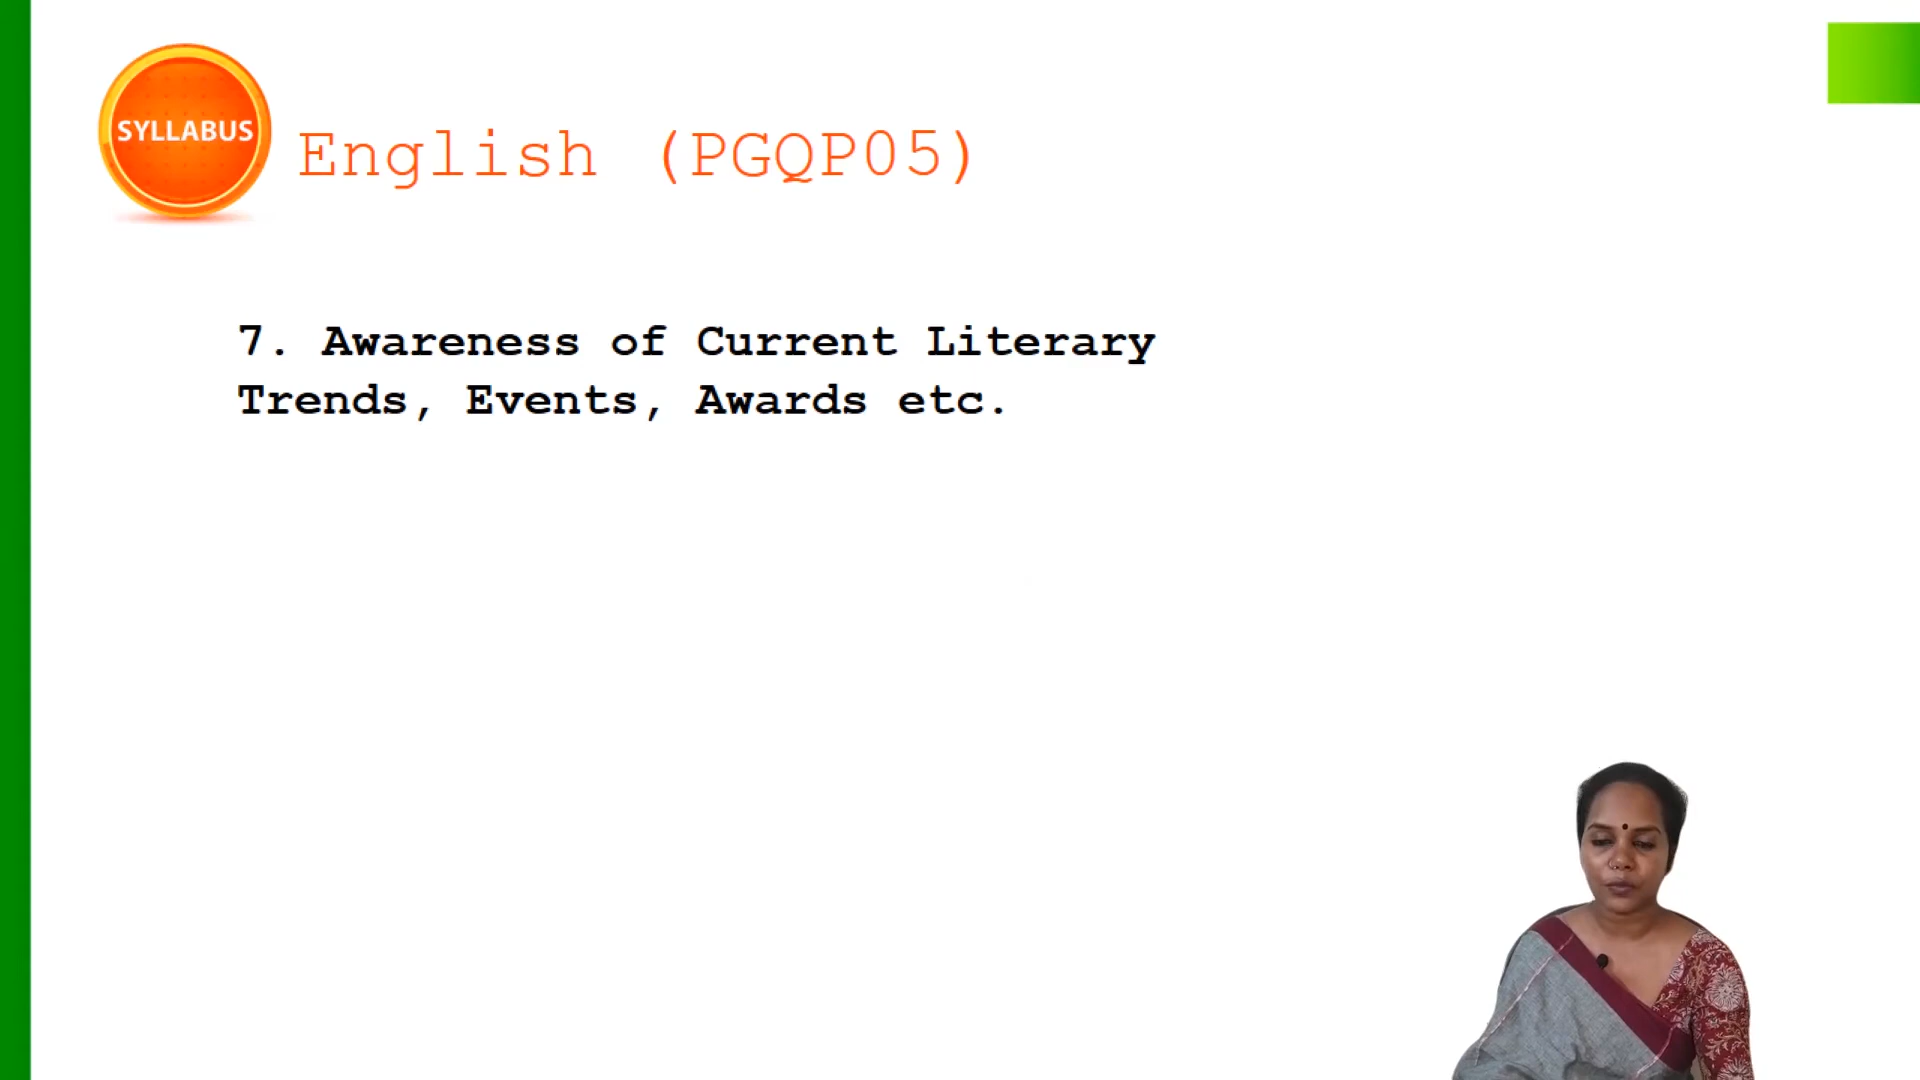 SYLLABUS
English (PGQP05)
7. Awareness of Current Literary
Trends, Events, Awards etc.